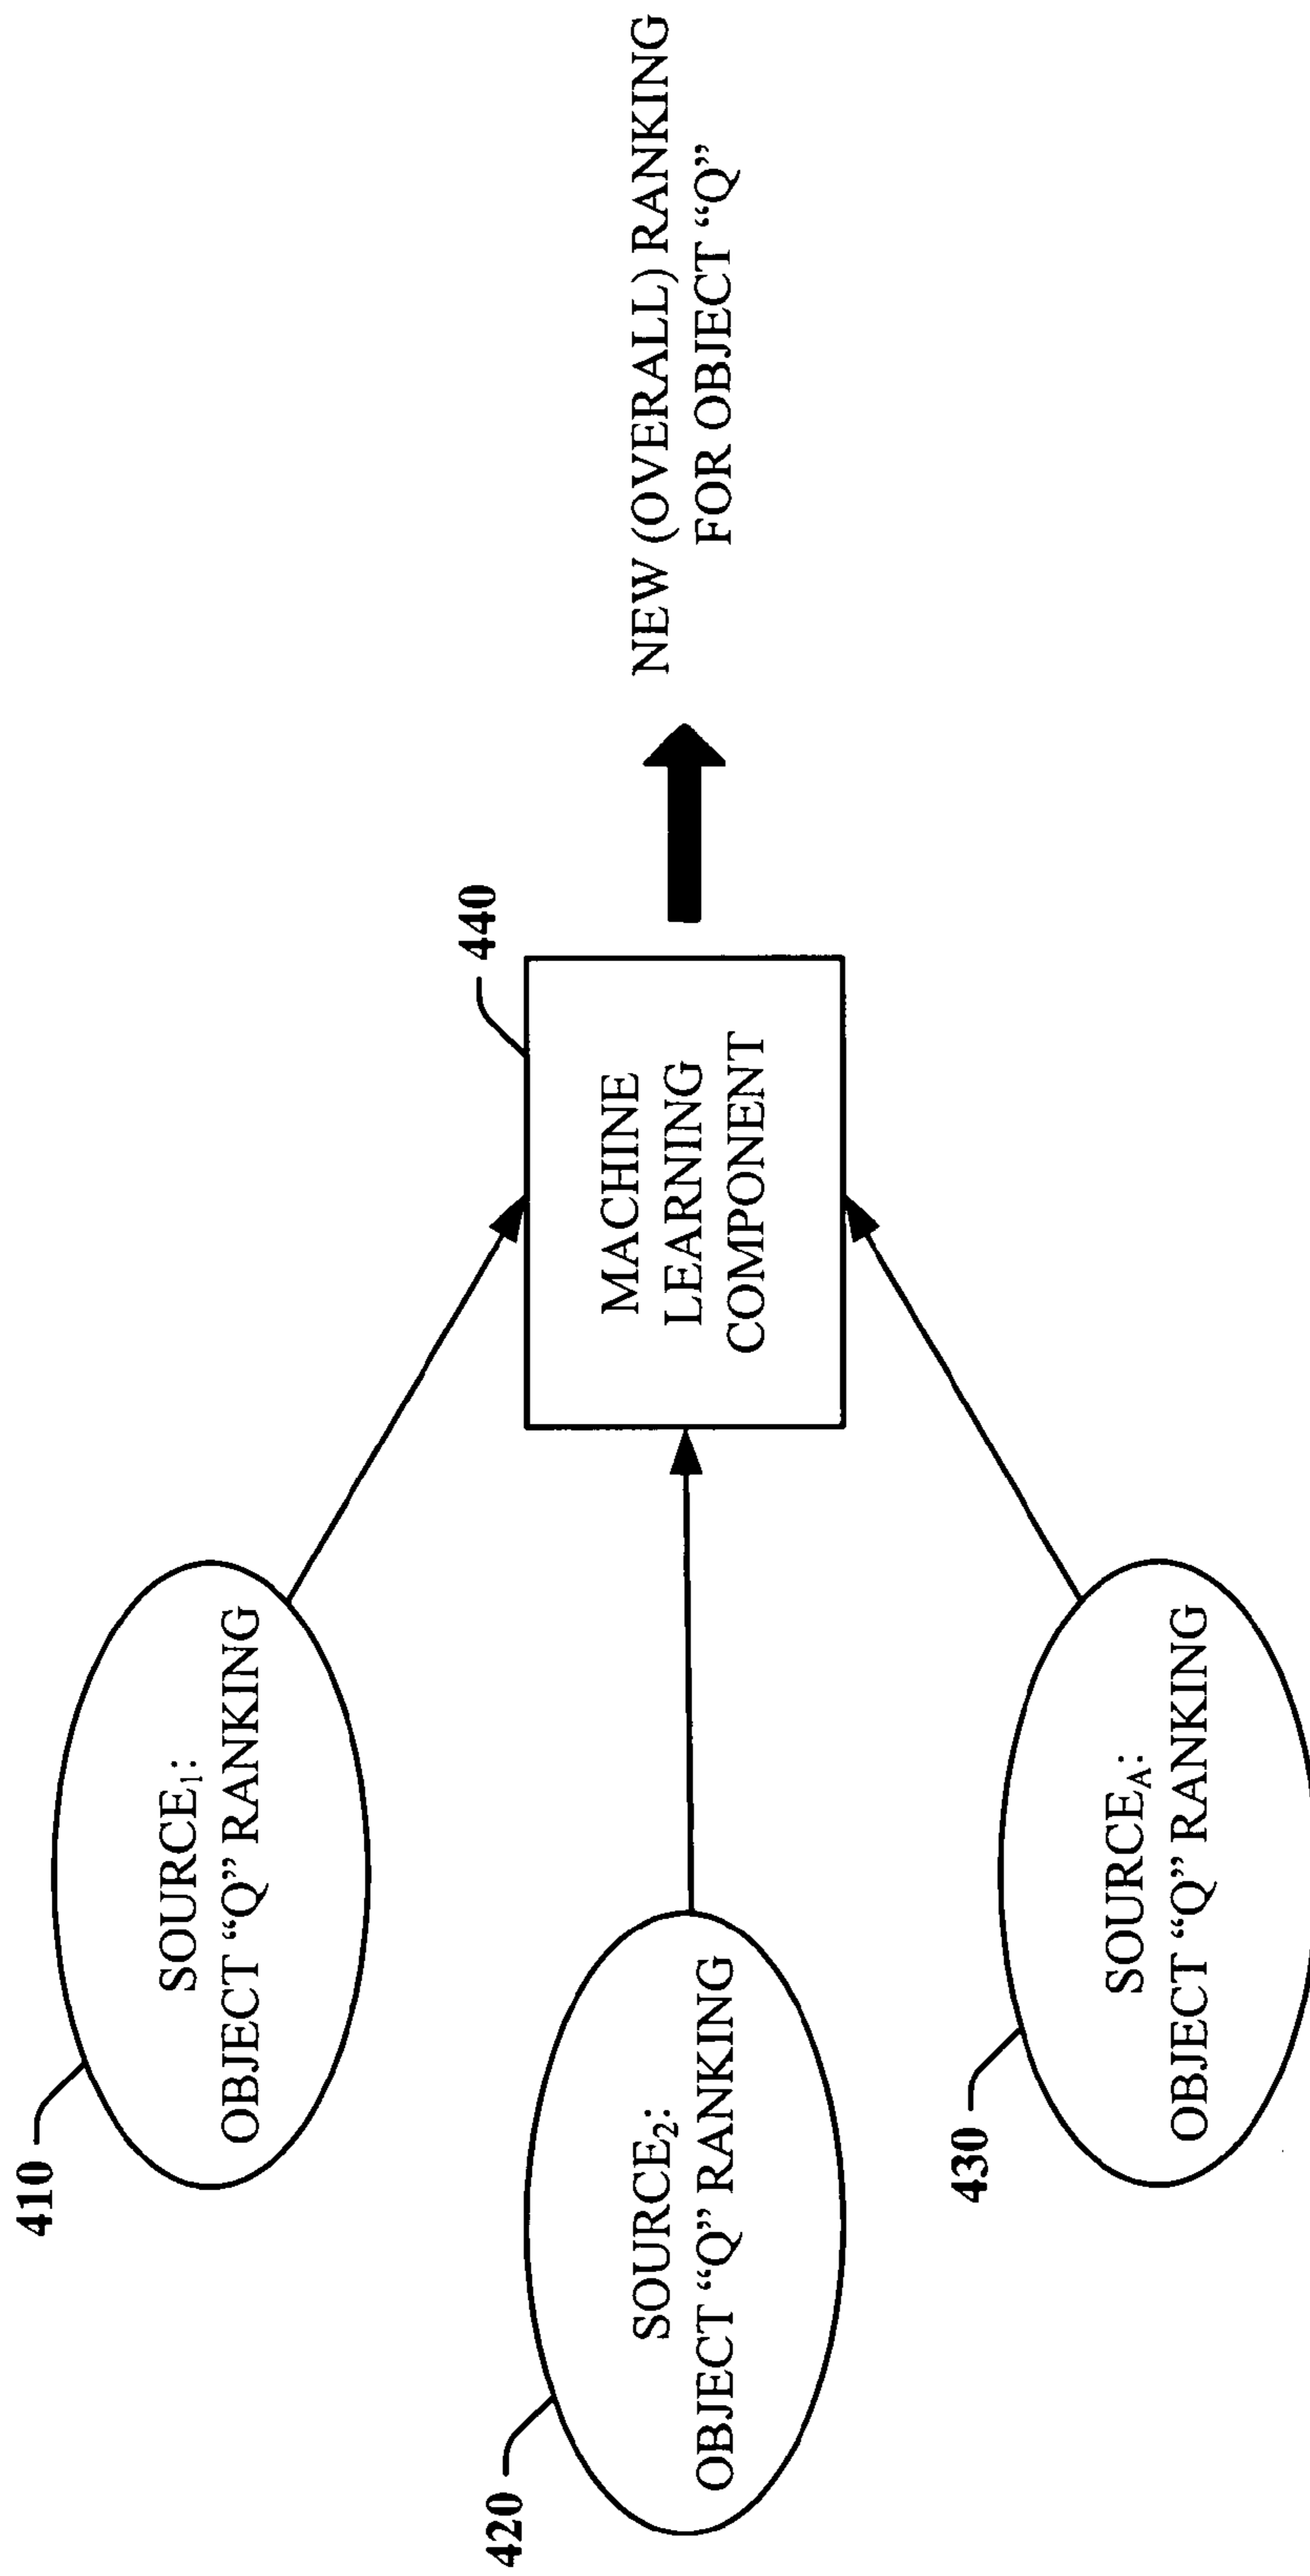 410
SOURCE1:
OBJECT “Q” RANKING
420
SOURCE2:
OBJECT “Q” RANKING
430
SOURCEA:
OBJECT “Q” RANKING
440
MACHINE
LEARNING
COMPONENT
NEW (OVERALL) RANKING
FOR OBJECT “Q”